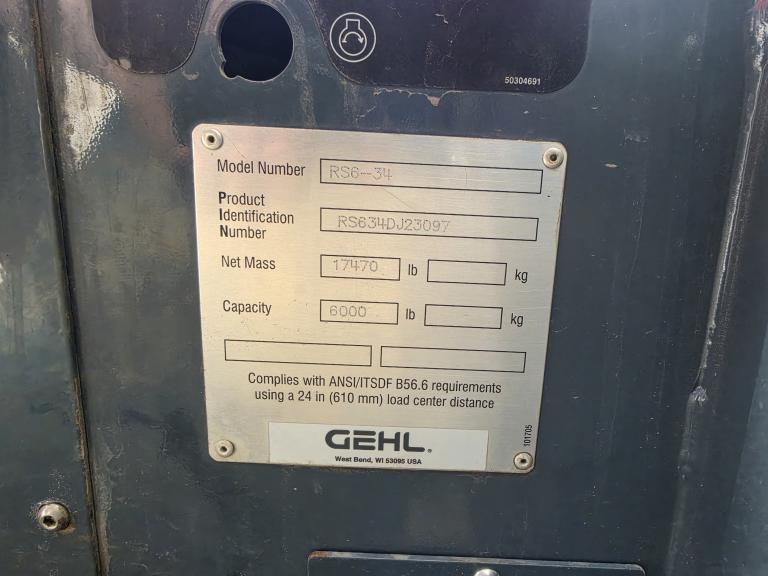 50304691
Model Number RS6-34
Product
Identification
Number RS634DJ23097
Net Mass 17470 lb kg
Capacity 6000 lb kg
Complies with ANSI/ITSDF B56.6 requirements
using a 24 in (610 mm) load center distance
101705
GEHL®
West Bend, WI 53095 USA